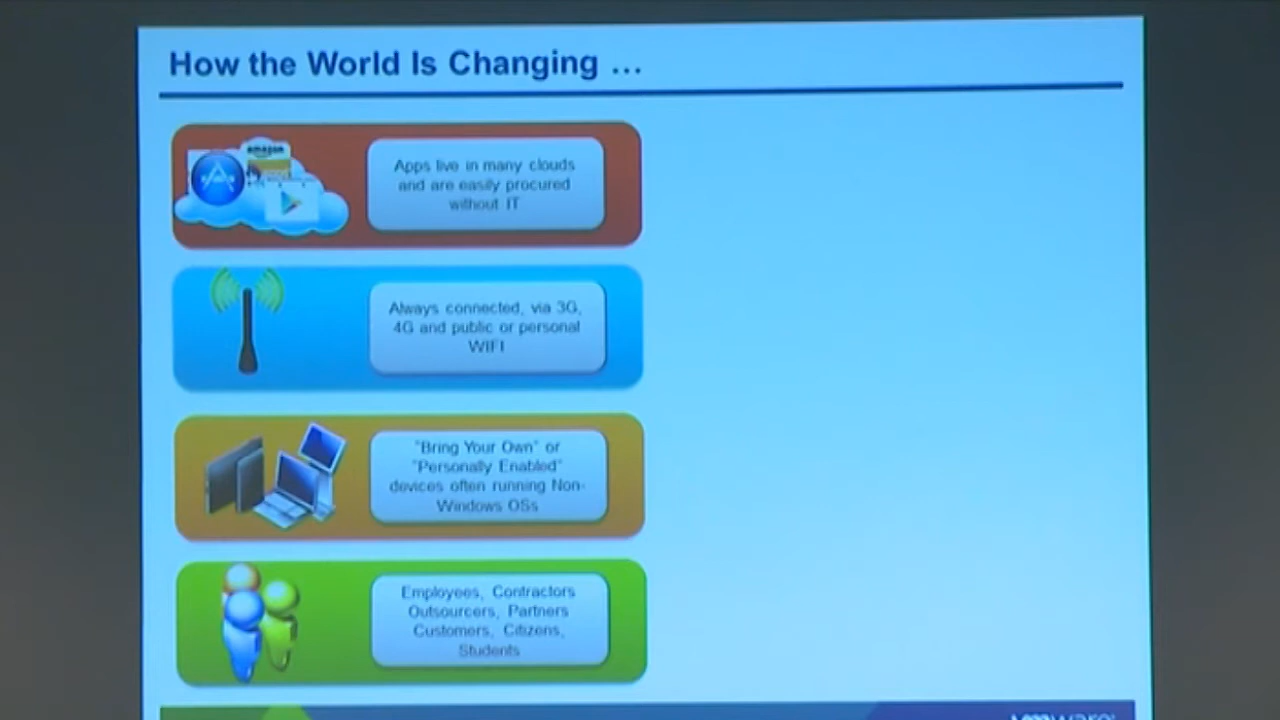 How the World Is Changing ...
amazon
Apps live in many clouds
and are easily procured
without IT
Always connected, via 3G,
4G and public or personal
WIFI
"Bring Your Own" or
"Personally Enabled"
devices often running Non-
Windows OSs
Employees, Contractors
Outsourcers, Partners
Customers, Citizens,
Students
vmware